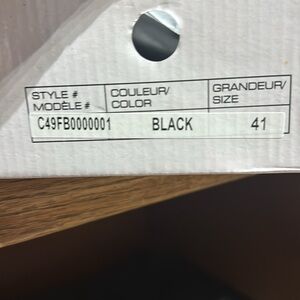 STYLE # COULEUR/ GRANDEUR/
MODÈLE # COLOR SIZE
C49FB0000001 BLACK 41